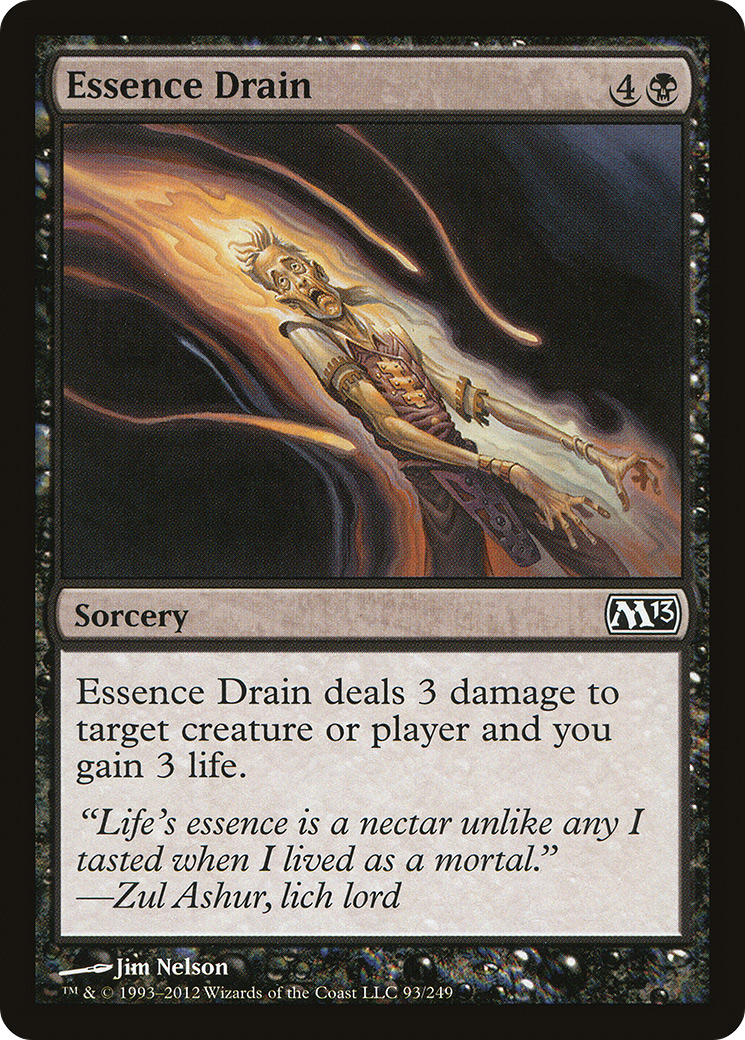 Essence Drain 4
Sorcery M13
Essence Drain deals 3 damage to
target creature or player and you
gain 3 life.
“Life’s essence is a nectar unlike any I
tasted when I lived as a mortal.”
—Zul Ashur, lich lord
Jim Nelson
™ & © 1993–2012 Wizards of the Coast LLC 93/249